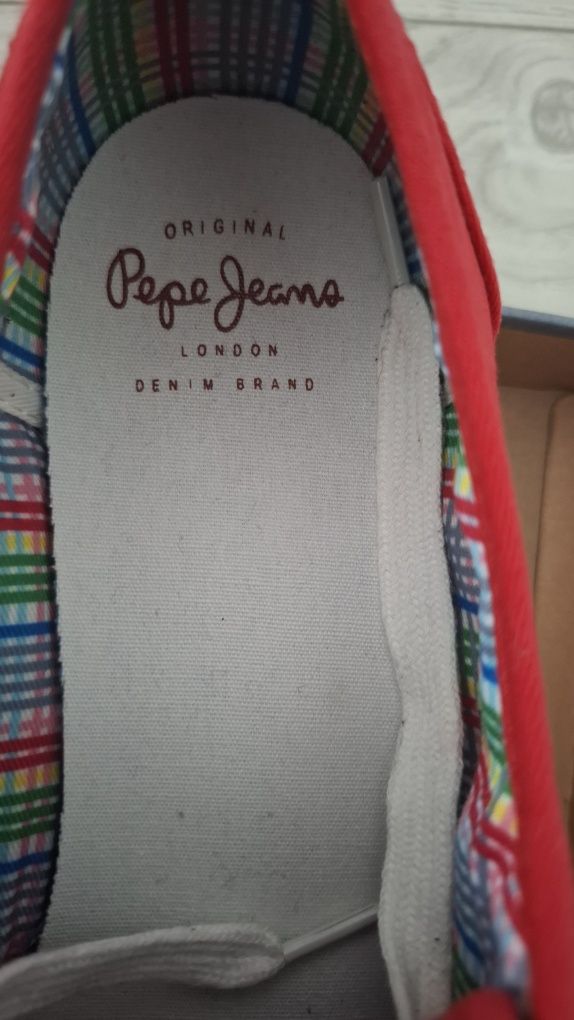 ORIGINAL
Pepe Jeans
LONDON
DENIM BRAND